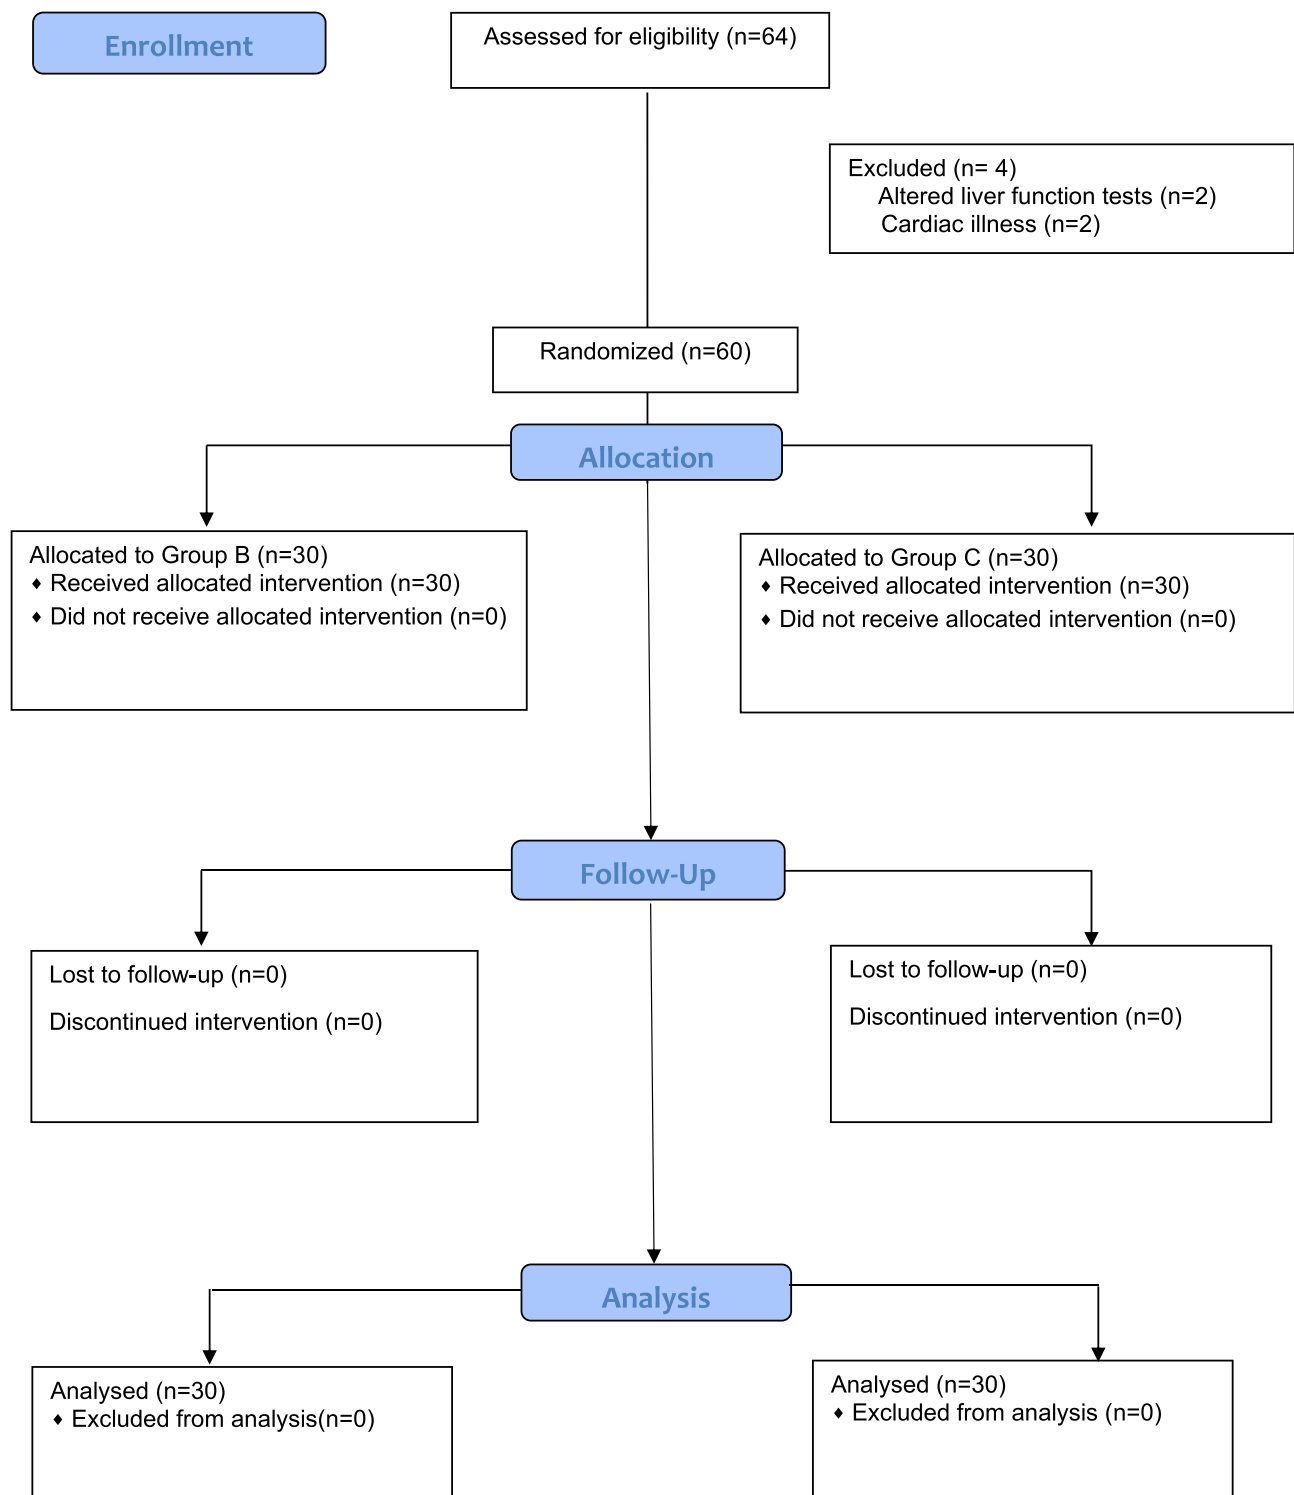 Enrollment
Assessed for eligibility (n=64)
Excluded (n= 4)
Altered liver function tests (n=2)
Cardiac illness (n=2)
Randomized (n=60)
Allocation
Allocated to Group B (n=30)
♦ Received allocated intervention (n=30)
♦ Did not receive allocated intervention (n=0)
Allocated to Group C (n=30)
♦ Received allocated intervention (n=30)
♦ Did not receive allocated intervention (n=0)
Follow-Up
Lost to follow-up (n=0)
Discontinued intervention (n=0)
Lost to follow-up (n=0)
Discontinued intervention (n=0)
Analysis
Analysed (n=30)
♦ Excluded from analysis(n=0)
Analysed (n=30)
♦ Excluded from analysis (n=0)